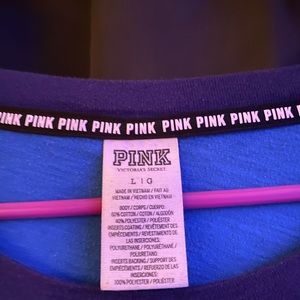 PINK PINK PINK PINK PINK PINK PINK PINK PINK PINK
PINK
VICTORIA'S SECRET
L | G
MADE IN VIETNAM / FAIT AU
VIETNAM / HECHO EN VIETNAM
BODY / CORPS / CUERPO:
60% COTTON / COTON / ALGODÓN
40% POLYESTER / POLIÉSTER
INSERTS COATING / REVÊTEMENT DES
EMPIÈCEMENTS / REVESTIMIENTO DE
LAS INSERCIONES:
POLYURETHANE / POLYURÉTHANE /
POLIURETANO
INSERTS BACKING / SUPPORT DES
EMPIÈCEMENTS / REFUERZO DE LAS
INSERCIONES:
100% POLYESTER / POLIÉSTER